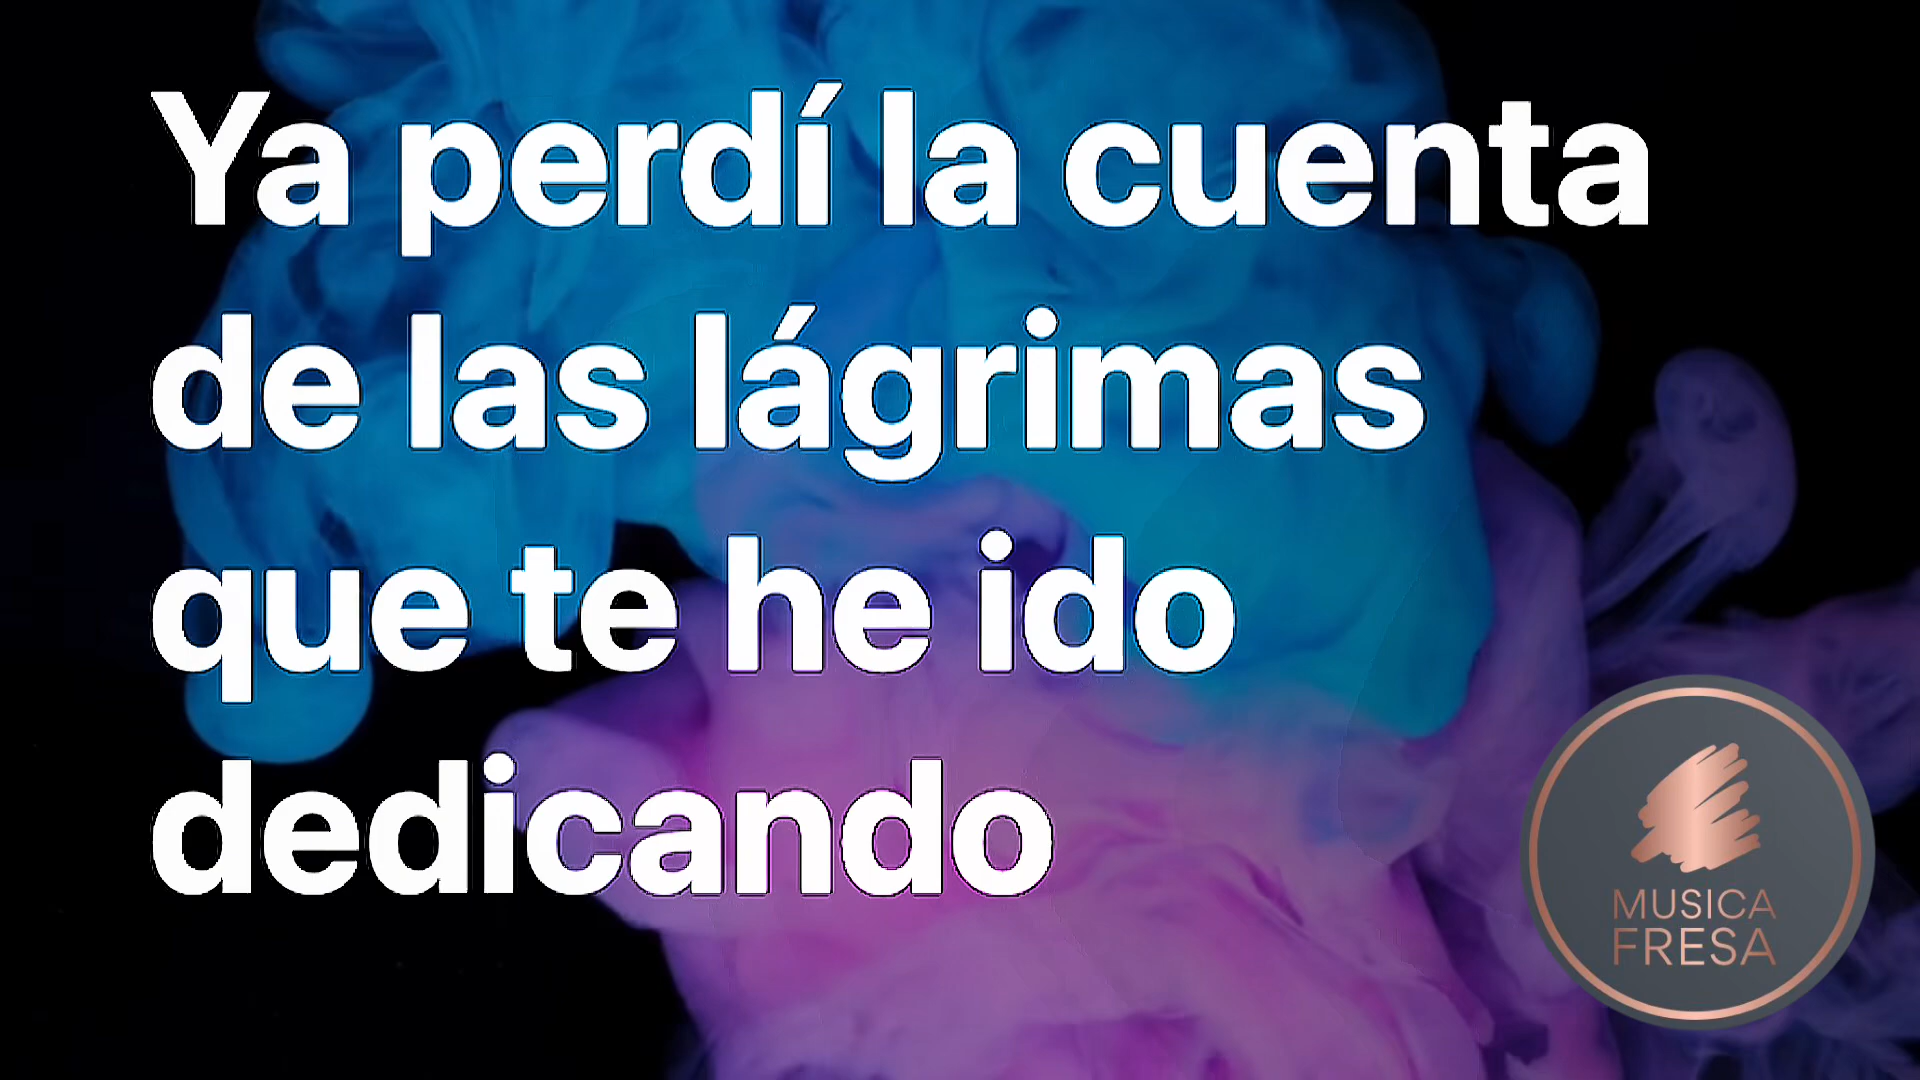 Ya perdí la cuenta
de las lágrimas
que te he ido
dedicando
MUSICA
FRESA